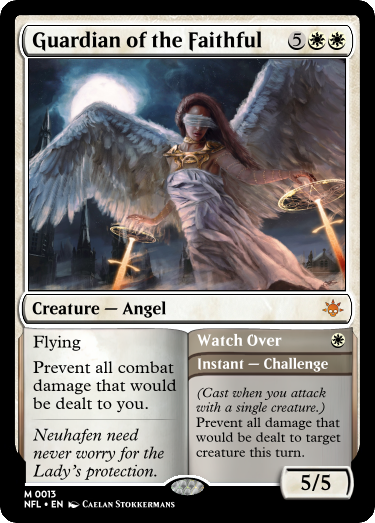 Guardian of the Faithful 5
Creature — Angel
Flying
Prevent all combat
damage that would
be dealt to you.
Neuhafen need
never worry for the
Lady's protection.
Watch Over
Instant — Challenge
(Cast when you attack
with a single creature.)
Prevent all damage that
would be dealt to target
creature this turn.
5/5
M 0013
NFL • EN Caelan Stokkermans